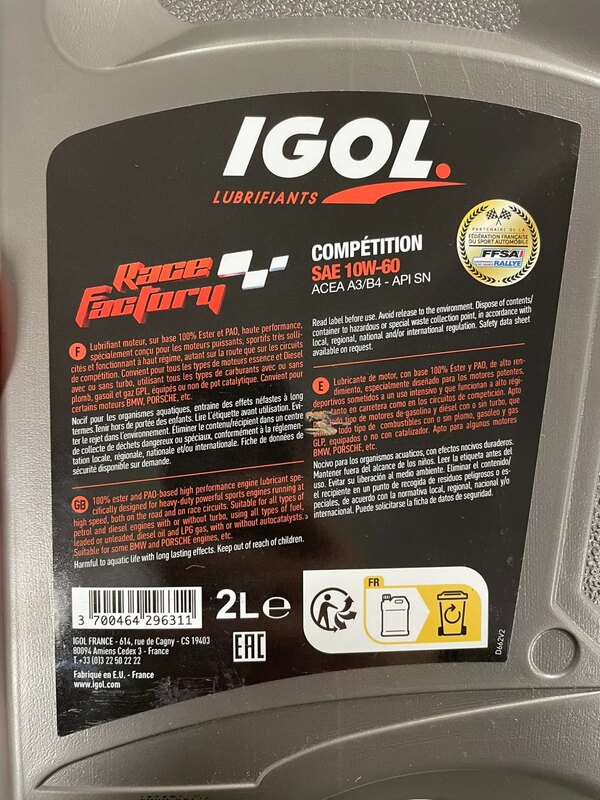 IGOL.
LUBRIFIANTS
Race
Factory
COMPÉTITION
SAE 10W-60
ACEA A3/B4 - API SN
PARTENAIRE DE LA
FÉDÉRATION FRANÇAISE
DU SPORT AUTOMOBILE
FFSA
RALLYE
F Lubrifiant moteur, sur base 100% Ester et PAO, haute performance,
spécialement conçu pour les moteurs puissants, sportifs très solli-
cités et fonctionnant à haut régime, autant sur la route que sur les circuits
de compétition. Convient pour tous les types de moteurs essence et Diesel
avec ou sans turbo, utilisant tous les types de carburants avec ou sans
plomb, gasoil et gaz GPL, équipés ou non de pot catalytique. Convient pour
certains moteurs BMW, PORSCHE, etc.
Nocif pour les organismes aquatiques, entraine des effets néfastes à long
termes.Tenir hors de portée des enfants. Lire l'étiquette avant utilisation. Evi-
ter le rejet dans l'environnement. Eliminer le contenu/récipient dans un centre
de collecte de déchets dangereux ou spéciaux, conformément à la réglemen-
tation locale, régionale, nationale et/ou internationale. Fiche de données de
sécurité disponible sur demande.
GB 100% ester and PAO-based high performance engine lubricant spe-
cifically designed for heavy-duty powerful sports engines running at
high speed, both on the road and on race circuits. Suitable for all types of
petrol and diesel engines with or without turbo, using all types of fuel,
leaded or unleaded, diesel oil and LPG gas, with or without autocatalysts.
Suitable for some BMW and PORSCHE engines, etc.
Harmful to aquatic life with long lasting effects. Keep out of reach of children.
Read label before use. Avoid release to the environment. Dispose of contents/
container to hazardous or special waste collection point, in accordance with
local, regional, national and/or international regulation. Safety data sheet
available on request.
E Lubricante de motor, con base 100% Ester y PAO, de alto ren-
dimiento, especialmente diseñado para los motores potentes,
deportivos sometidos a uso intensivo y que funcionan a alto régi-
tanto en carretera como en los circuitos de competición. Apto
tipo de motores de gasolina y diésel con o sin turbo, que
todo tipo de combustibles con o sin plomo, gasóleo y gas
GLP, equipados o no con catalizador. Apto para algunos motores
BMW, PORSCHE, etc.
Nocivo para los organismos acuaticos, con efectos nocivos duraderos.
Mantener fuera del alcance de los niños. Leer la etiqueta antes del
uso. Evitar su liberación al medio ambiente. Eliminar el contenido/
el recipiente en un punto de recogida de residuos peligrosos o es-
peciales, de acuerdo con la normativa local, regional, nacional y/o
internacional. Puede solicitarse la ficha de datos de seguridad.
3 700464 296311
2L℮
EAC
FR
IGOL FRANCE - 614, rue de Cagny - CS 19403
80094 Amiens Cedex 3 - France
T.+33 (0)3 22 50 22 22
Fabriqué en E.U. - France
www.igol.com
D662V2